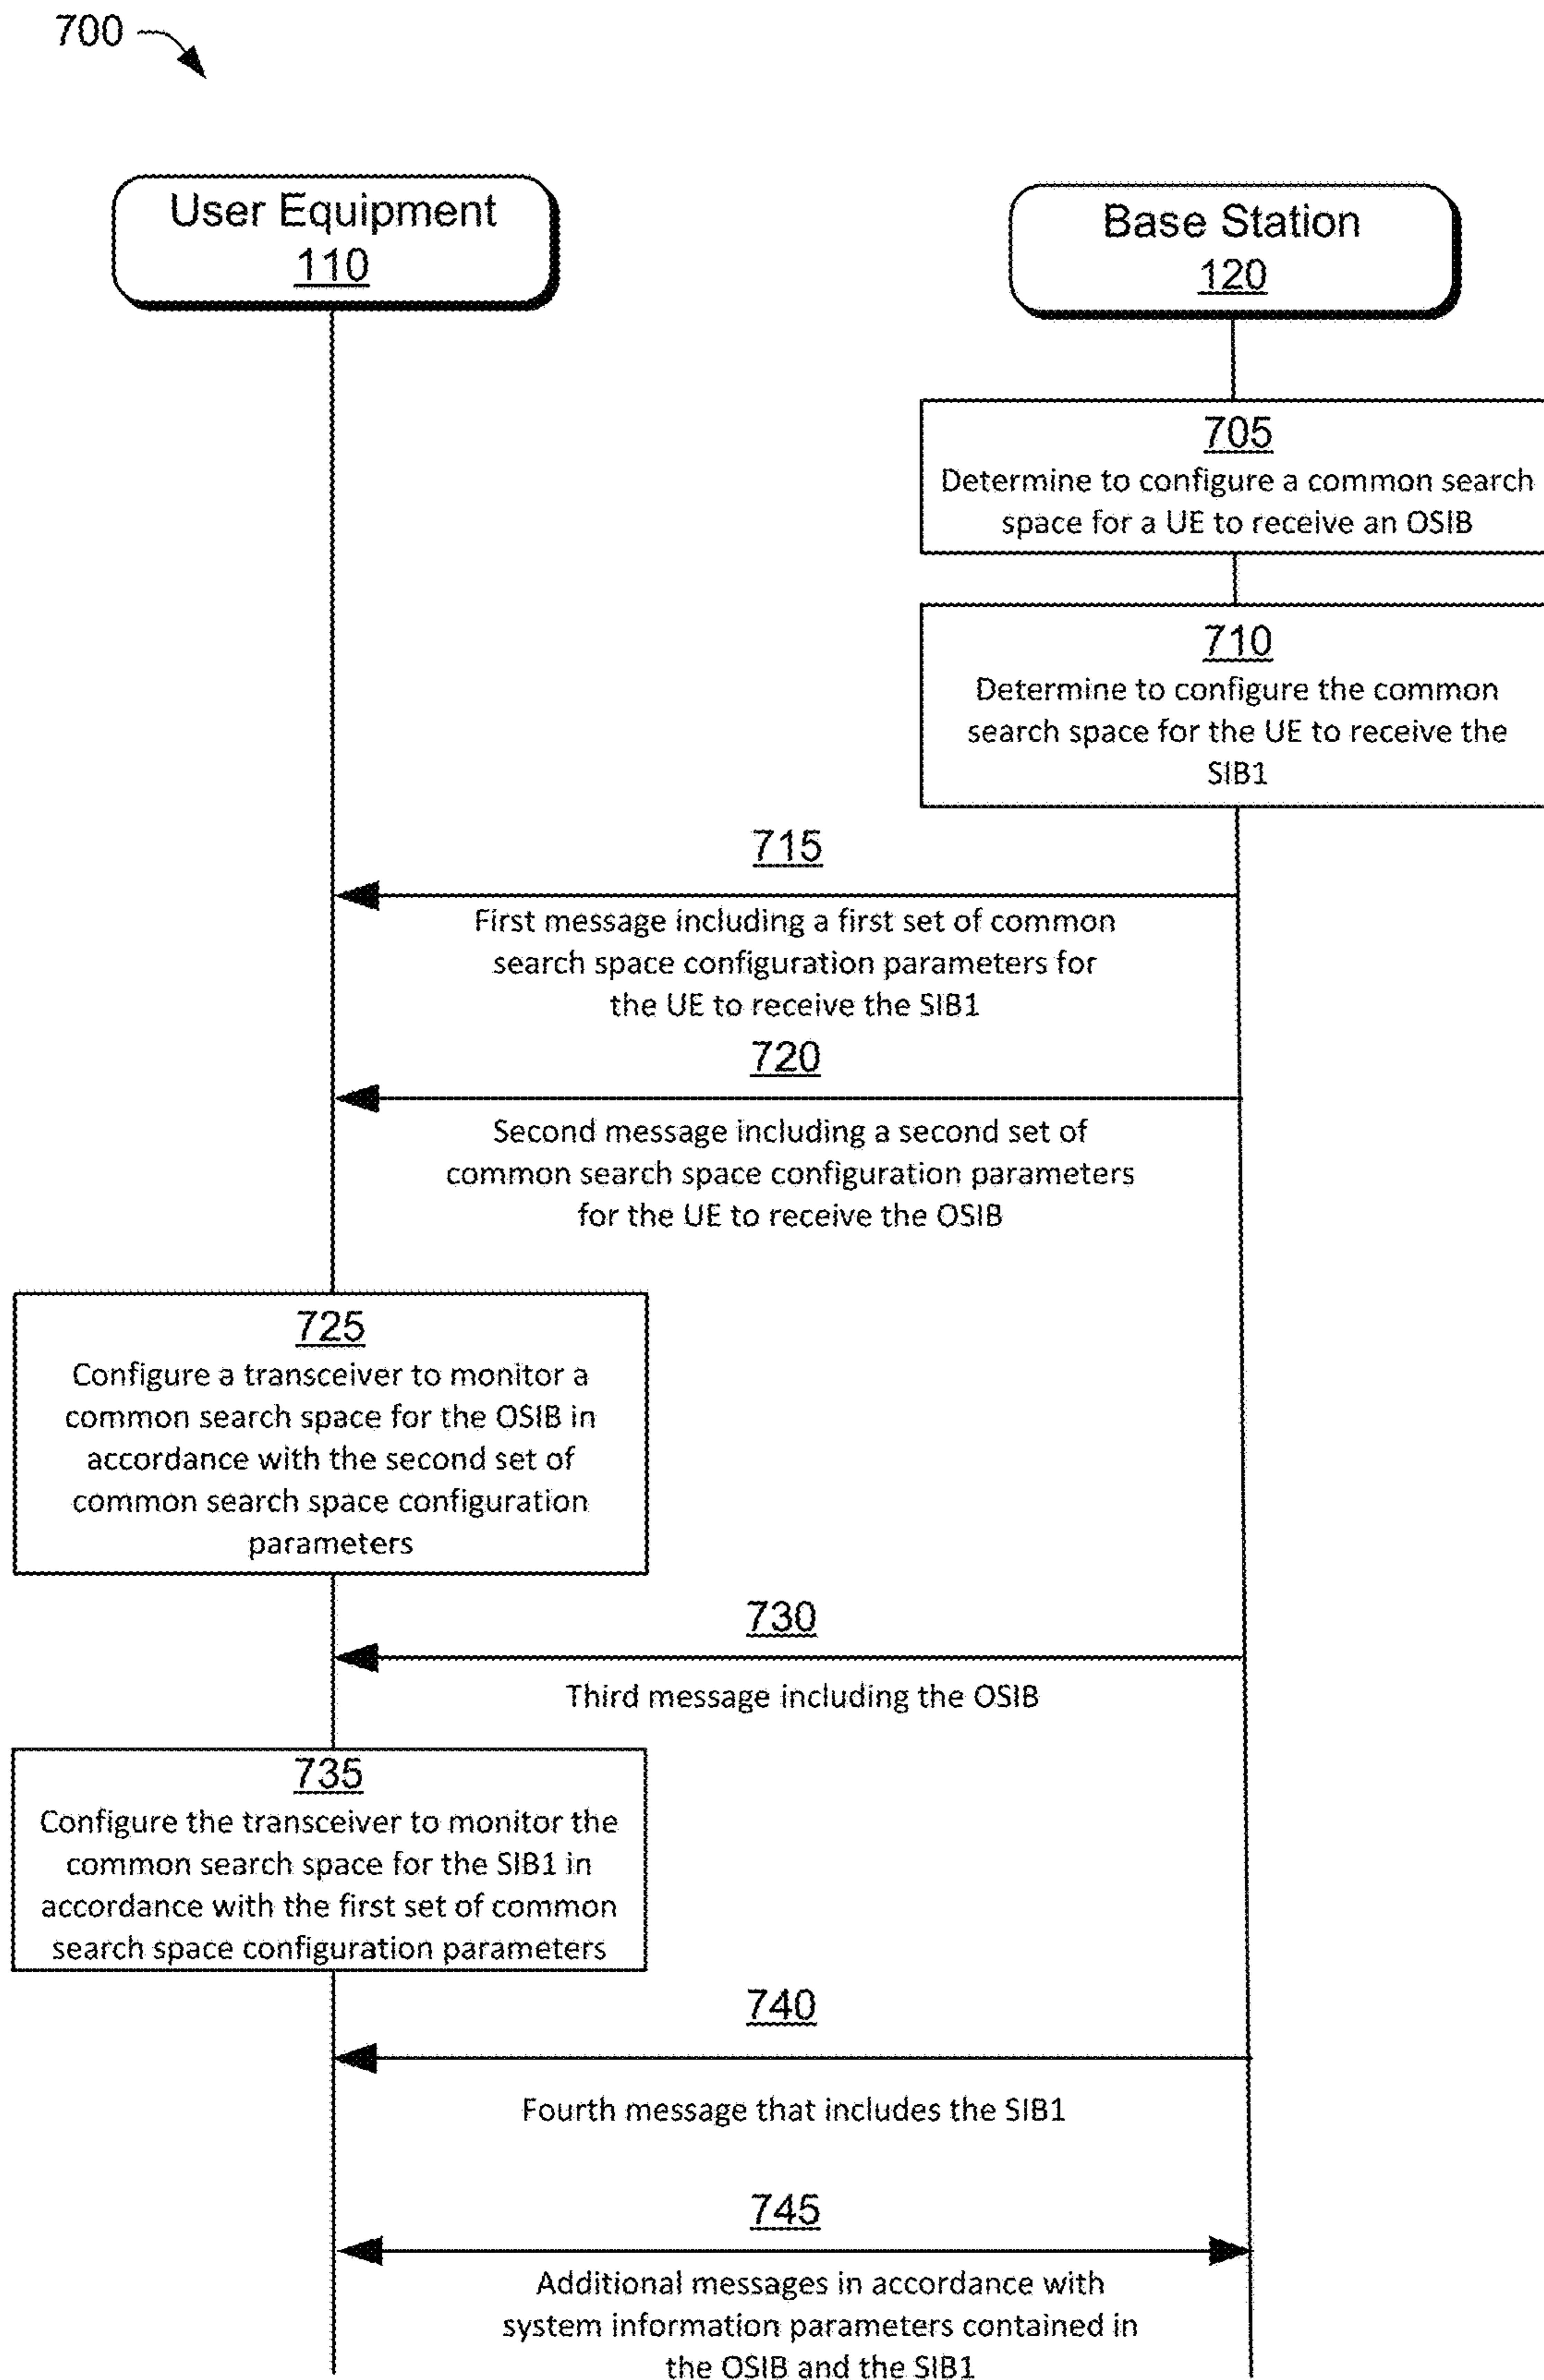 700
User Equipment
110
Base Station
120
705
Determine to configure a common search
space for a UE to receive an OSIB
710
Determine to configure the common
search space for the UE to receive the
SIB1
715
First message including a first set of common
search space configuration parameters for
the UE to receive the SIB1
720
Second message including a second set of
common search space configuration parameters
for the UE to receive the OSIB
725
Configure a transceiver to monitor a
common search space for the OSIB in
accordance with the second set of
common search space configuration
parameters
730
Third message including the OSIB
735
Configure the transceiver to monitor the
common search space for the SIB1 in
accordance with the first set of common
search space configuration parameters
740
Fourth message that includes the SIB1
745
Additional messages in accordance with
system information parameters contained in
the OSIB and the SIB1